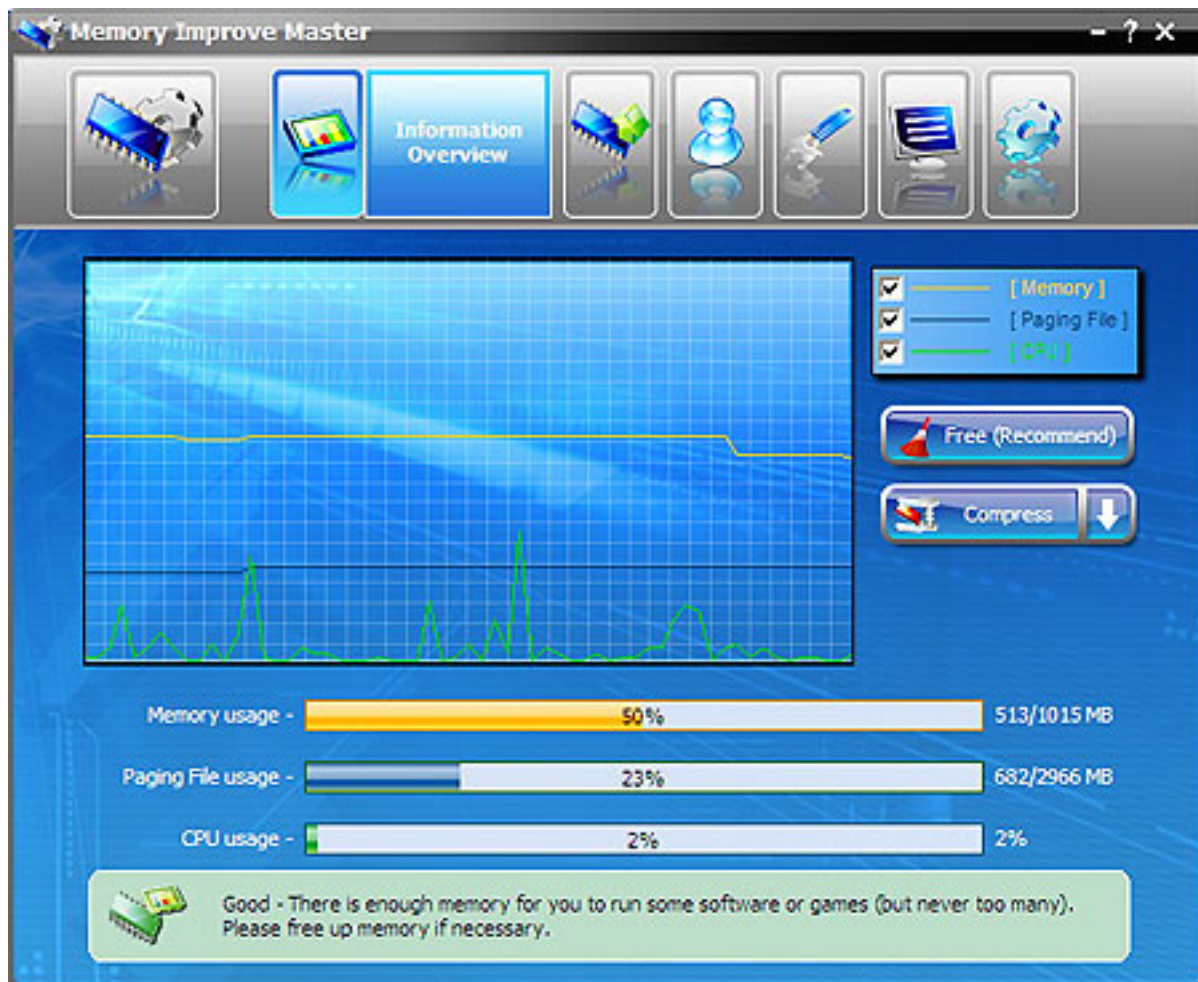 Memory Improve Master
Information
Overview
[ Memory ]
[ Paging File ]
[ CPU ]
Free (Recommend)
Compress
Memory usage - 50% 513/1015 MB
Paging File usage - 23% 682/2966 MB
CPU usage - 2% 2%
Good - There is enough memory for you to run some software or games (but never too many).
Please free up memory if necessary.